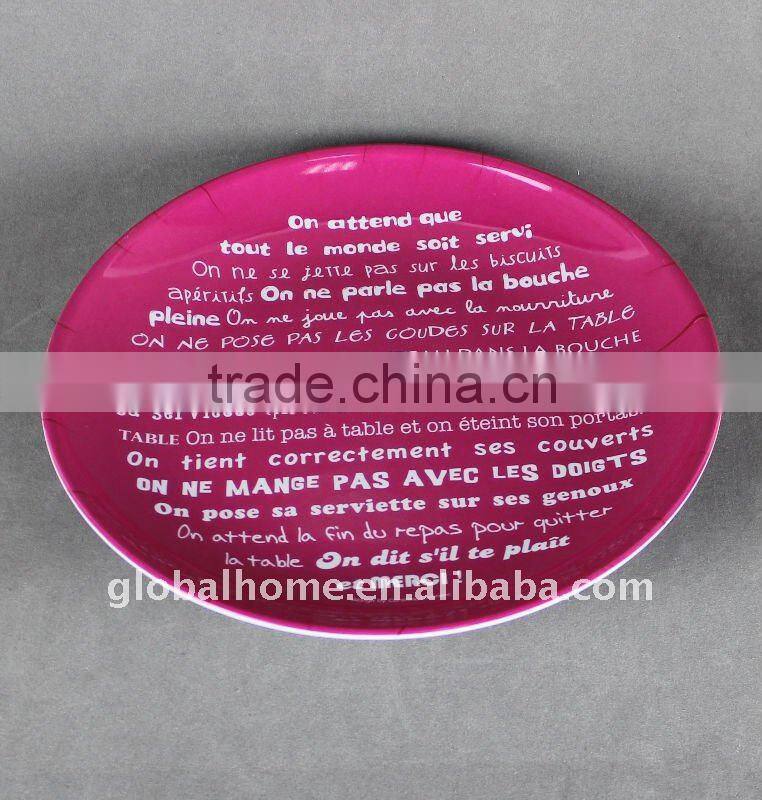 On attend que
tout le monde soit servi
On ne se jette pas sur les biscuits
apéritifs On ne parle pas la bouche
pleine On ne joue pas avec la nourriture
ON NE POSE PAS LES COUDES SUR LA TABLE
DANS LA BOUCHE
trade.china.cn
TABLE On ne lit pas à table et on éteint son portable
On tient correctement ses couverts
ON NE MANGE PAS AVEC LES DOIGTS
On pose sa serviette sur ses genoux
On attend la fin du repas pour quitter
la table On dit s'il te plaît
et MERCI !
globalhome.en.alibaba.com